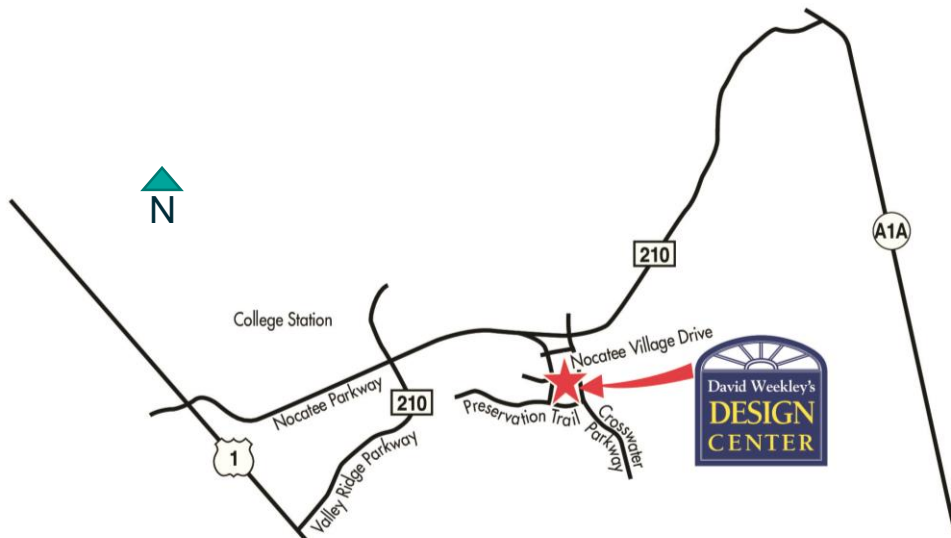 N
A1A
210
College Station
Nocatee Village Drive
Nocatee Parkway
210
Preservation Trail
Crosswater
Parkway
David Weekley's
DESIGN
CENTER
1
Valley Ridge Parkway